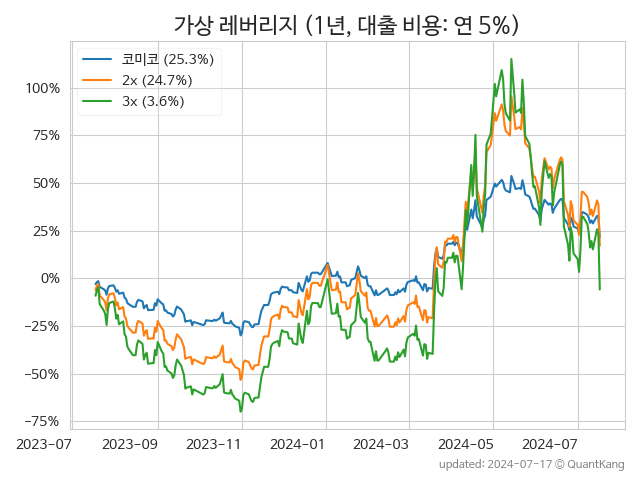 가상 레버리지 (1년, 대출 비용: 연 5%)
코미코 (25.3%)
2x (24.7%)
3x (3.6%)
100%
75%
50%
25%
0%
−25%
−50%
−75%
2023-07 2023-09 2023-11 2024-01 2024-03 2024-05 2024-07
updated: 2024-07-17 © QuantKang